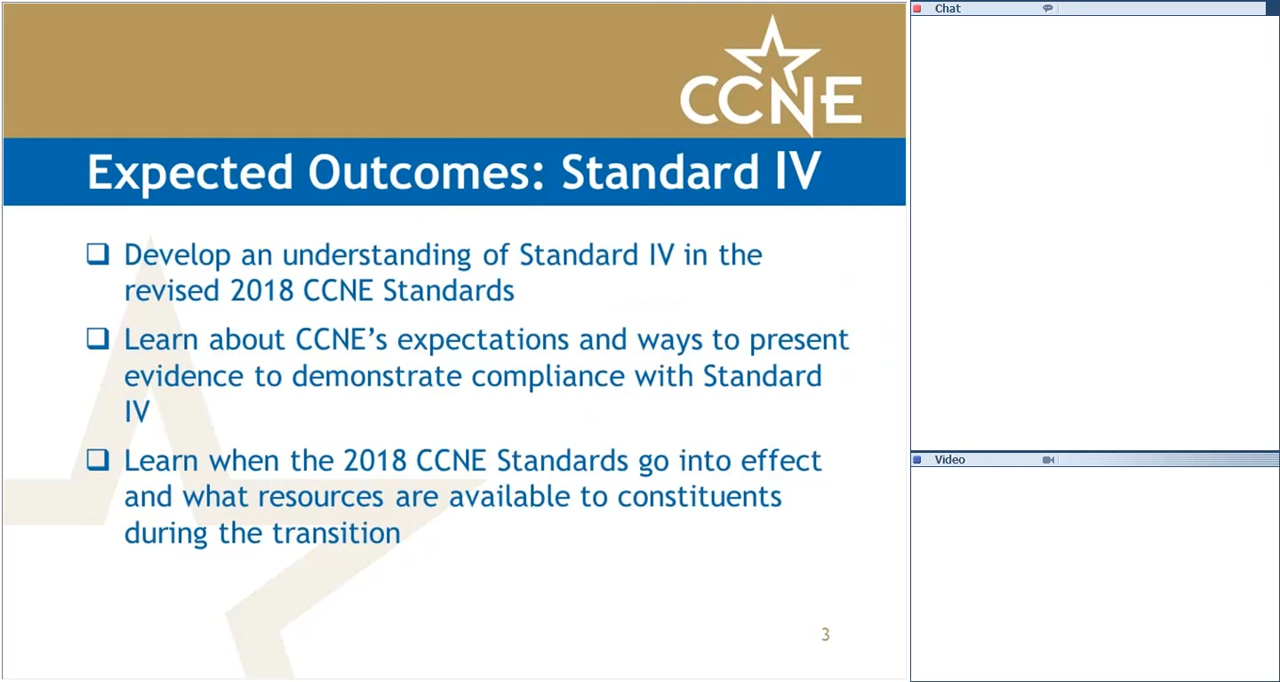 CCNE
Expected Outcomes: Standard IV
Develop an understanding of Standard IV in the
revised 2018 CCNE Standards
Learn about CCNE’s expectations and ways to present
evidence to demonstrate compliance with Standard
IV
Learn when the 2018 CCNE Standards go into effect
and what resources are available to constituents
during the transition
3
Chat
Video